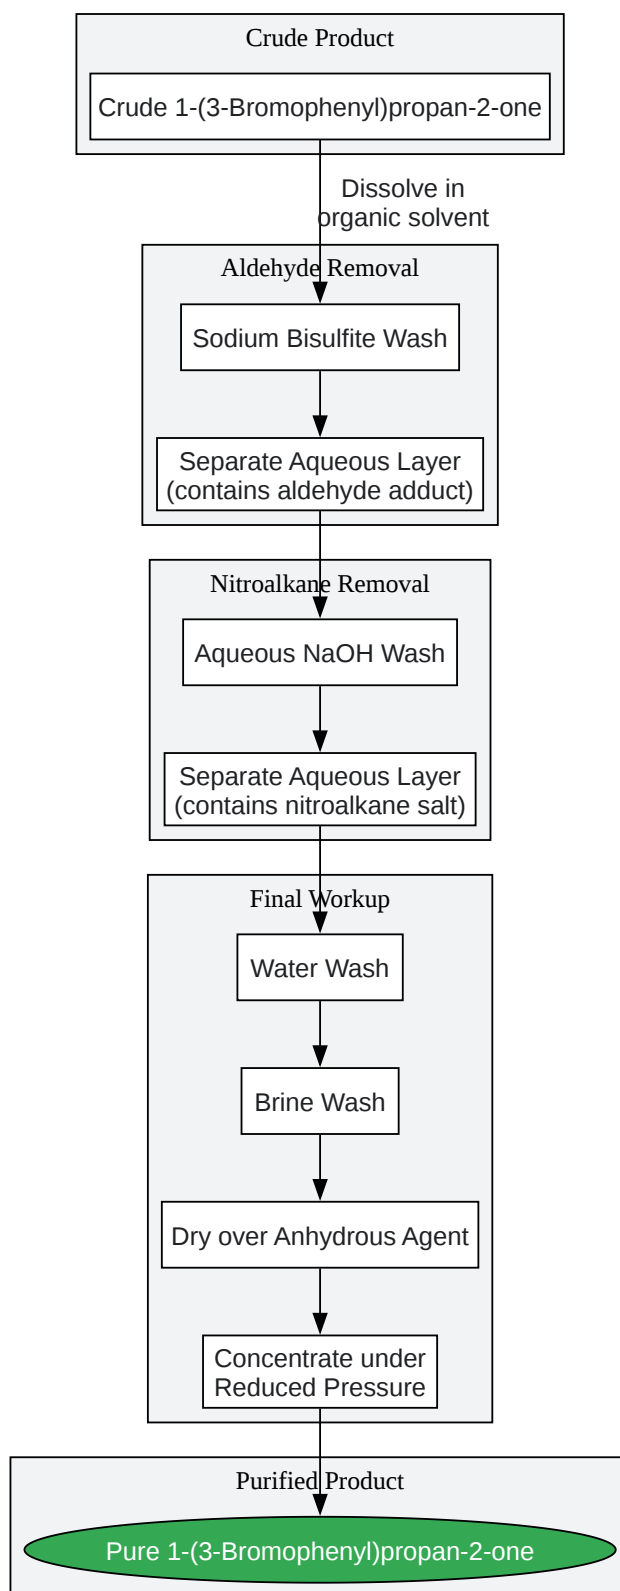 Crude Product
Crude 1-(3-Bromophenyl)propan-2-one
Dissolve in
organic solvent
Aldehyde Removal
Sodium Bisulfite Wash
Separate Aqueous Layer
(contains aldehyde adduct)
Nitroalkane Removal
Aqueous NaOH Wash
Separate Aqueous Layer
(contains nitroalkane salt)
Final Workup
Water Wash
Brine Wash
Dry over Anhydrous Agent
Concentrate under
Reduced Pressure
Purified Product
Pure 1-(3-Bromophenyl)propan-2-one